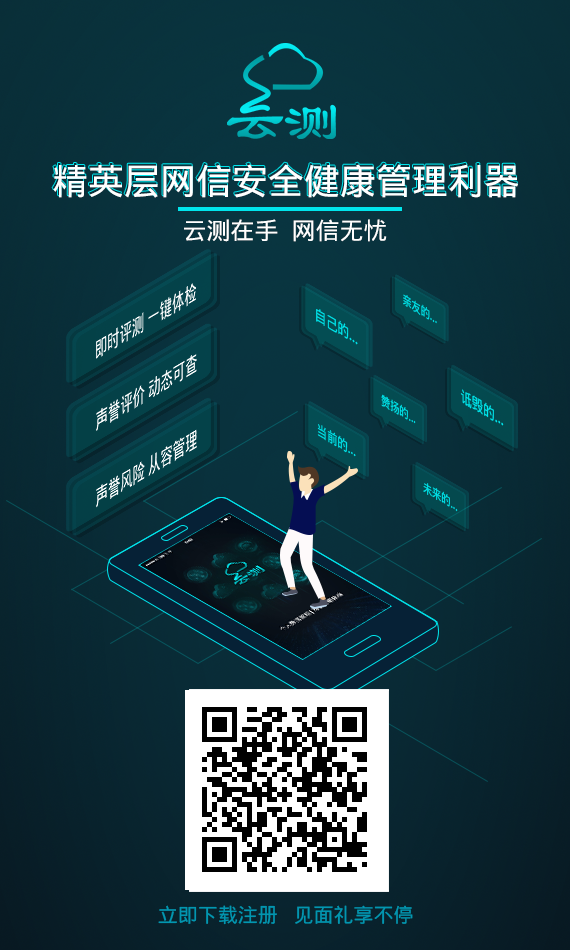 云测
精英层网信安全健康管理利器
云测在手 网信无忧
即时评测 一键体检
声誉评价 动态可查
声誉风险 从容管理
自己的...
亲友的...
赞扬的...
诋毁的...
当前的...
未来的...
云测
立即下载注册 见面礼享不停